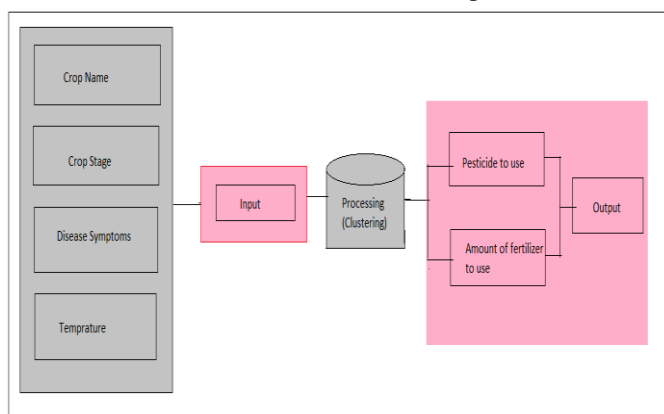 Crop Name
Crop Stage
Disease Symptoms
Temprature
Input
Processing
(Clustering)
Pesticide to use
Amount of fertilizer
to use
Output